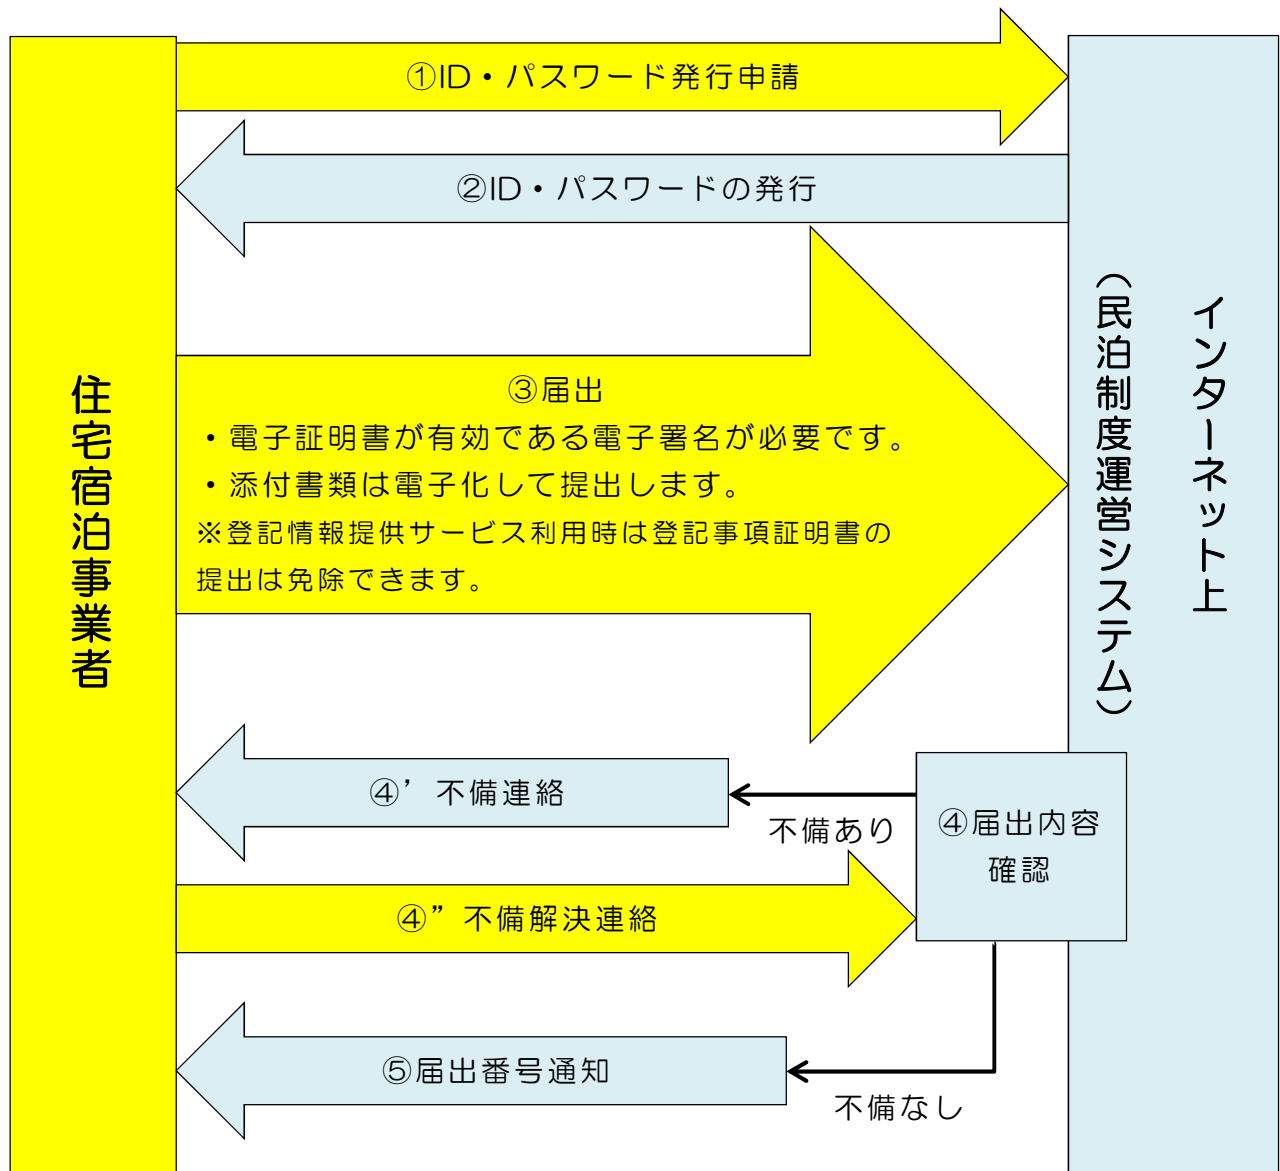 ①ID・パスワード発行申請
②ID・パスワードの発行
住宅宿泊事業者
インターネット上
（民泊制度運営システム）
③届出
・電子証明書が有効である電子署名が必要です。
・添付書類は電子化して提出します。
※登記情報提供サービス利用時は登記事項証明書の
提出は免除できます。
④’不備連絡
不備あり
④届出内容
確認
④”不備解決連絡
⑤届出番号通知
不備なし